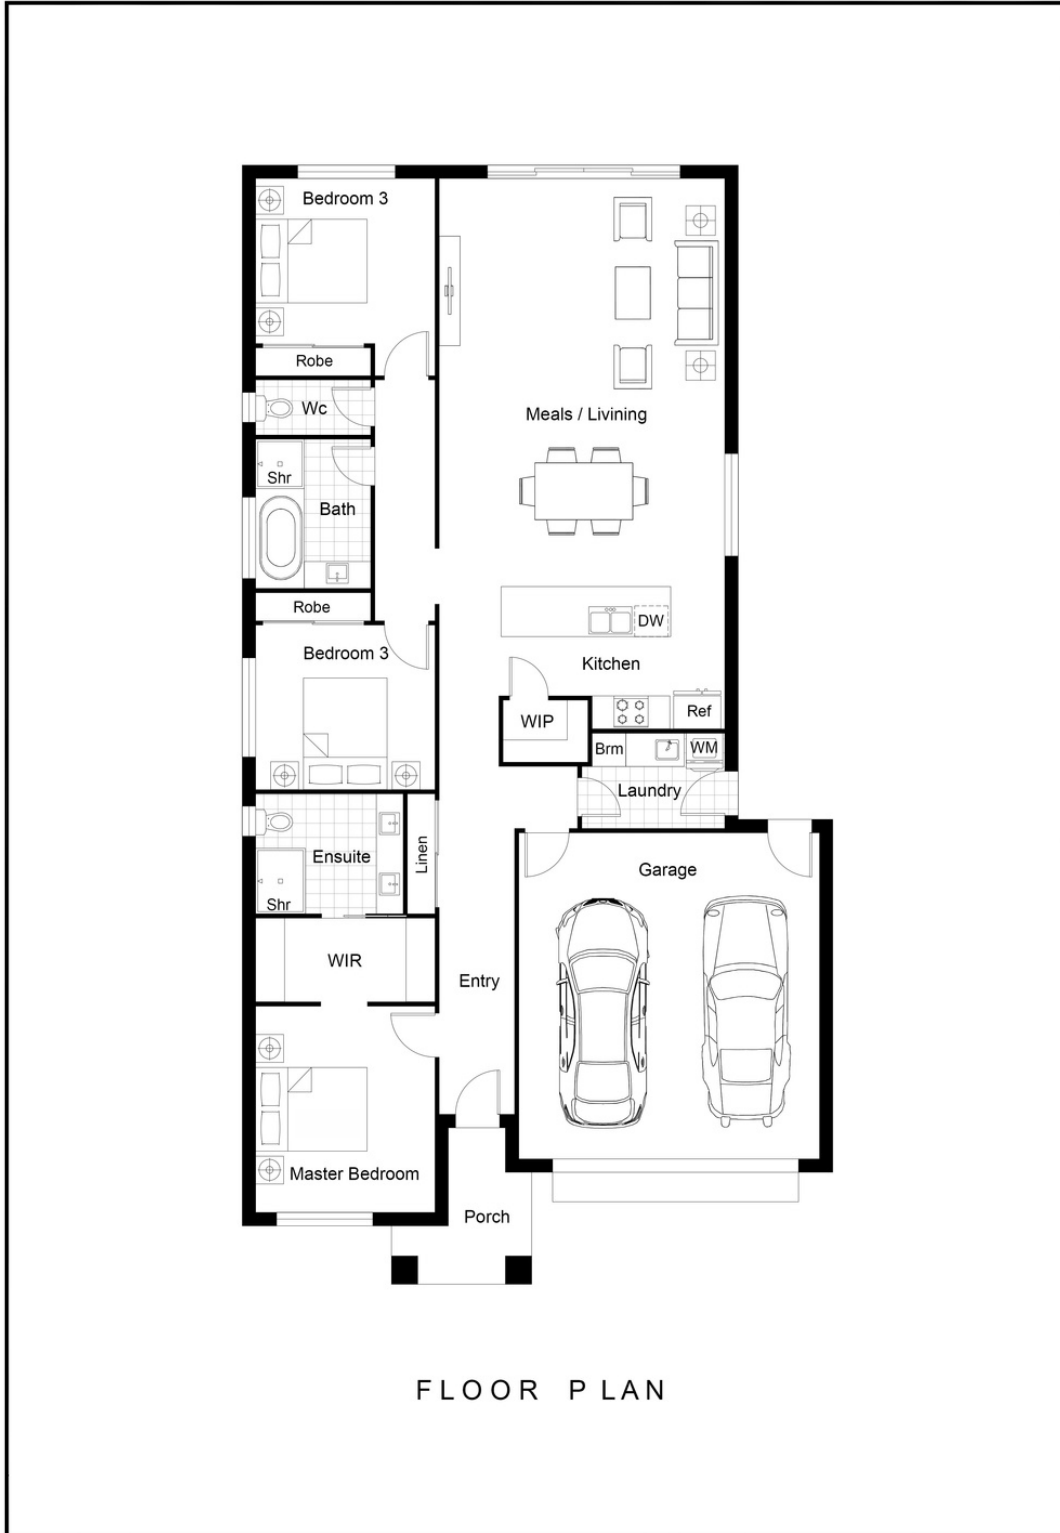 Bedroom 3
Robe
Wc
Meals / Livining
Shr
Bath
Robe
DW
Bedroom 3
Kitchen
WIP
Ref
Brm
WM
Laundry
Ensuite
Linen
Garage
Shr
WIR
Entry
Master Bedroom
Porch
FLOOR PLAN